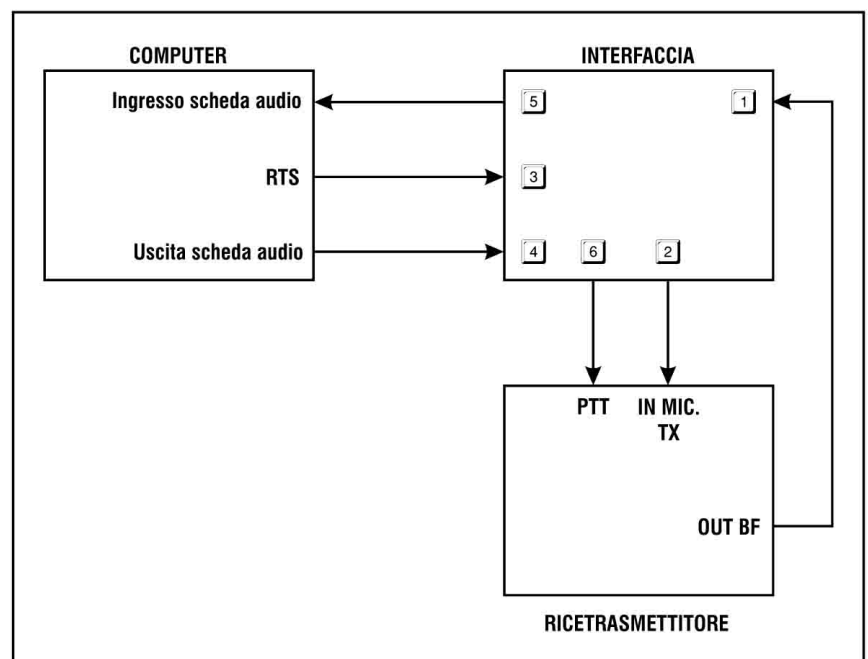 COMPUTER
INTERFACCIA
Ingresso scheda audio
5
1
RTS
3
Uscita scheda audio
4
6
2
PTT
IN MIC.
TX
OUT BF
RICETRASMETTITORE